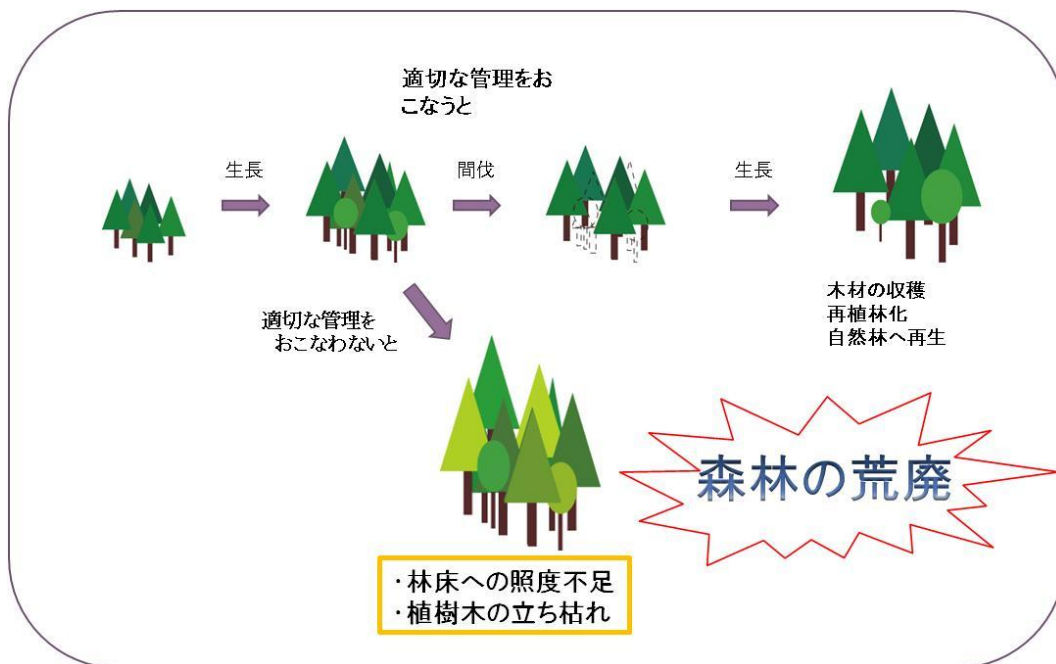 適切な管理をお
こなうと
生長
間伐
生長
木材の収穫
再植林化
自然林へ再生
適切な管理を
おこなわないと
森林の荒廃
・林床への照度不足
・植樹木の立ち枯れ